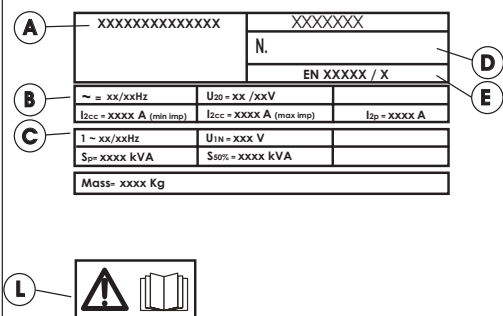 A
XXXXXXXXXXXXXXX
XXXXXXX
N.
D
EN XXXXX / X
E
B
~ = xx/xxHz
U20 = xx /xxV
I2cc = xxxx A (min imp)
I2cc = xxxx A (max imp)
I2p = xxxx A
C
1 ~ xx/xxHz
U1N = xxx V
Sp= xxxx kVA
S50% = xxxx kVA
Mass= xxxx Kg
L